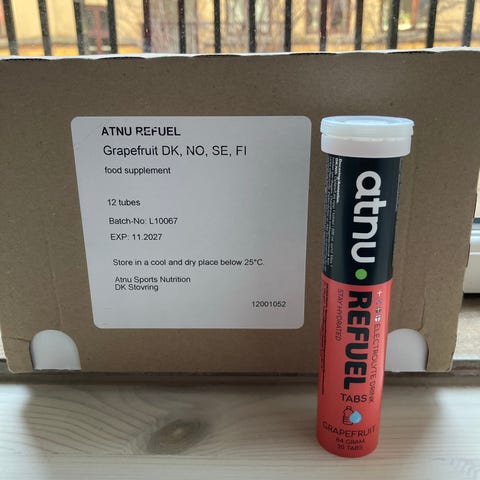 ATNU REFUEL
Grapefruit DK, NO, SE, FI
food supplement
12 tubes
Batch-No: L10067
EXP: 11.2027
Store in a cool and dry place below 25°C.
Atnu Sports Nutrition
DK Stovring
12001052
atnu
REFUEL
ELECTROLYTE DRINK
STAY HYDRATED
TABS
GRAPEFRUIT
84 GRAM
20 TABS